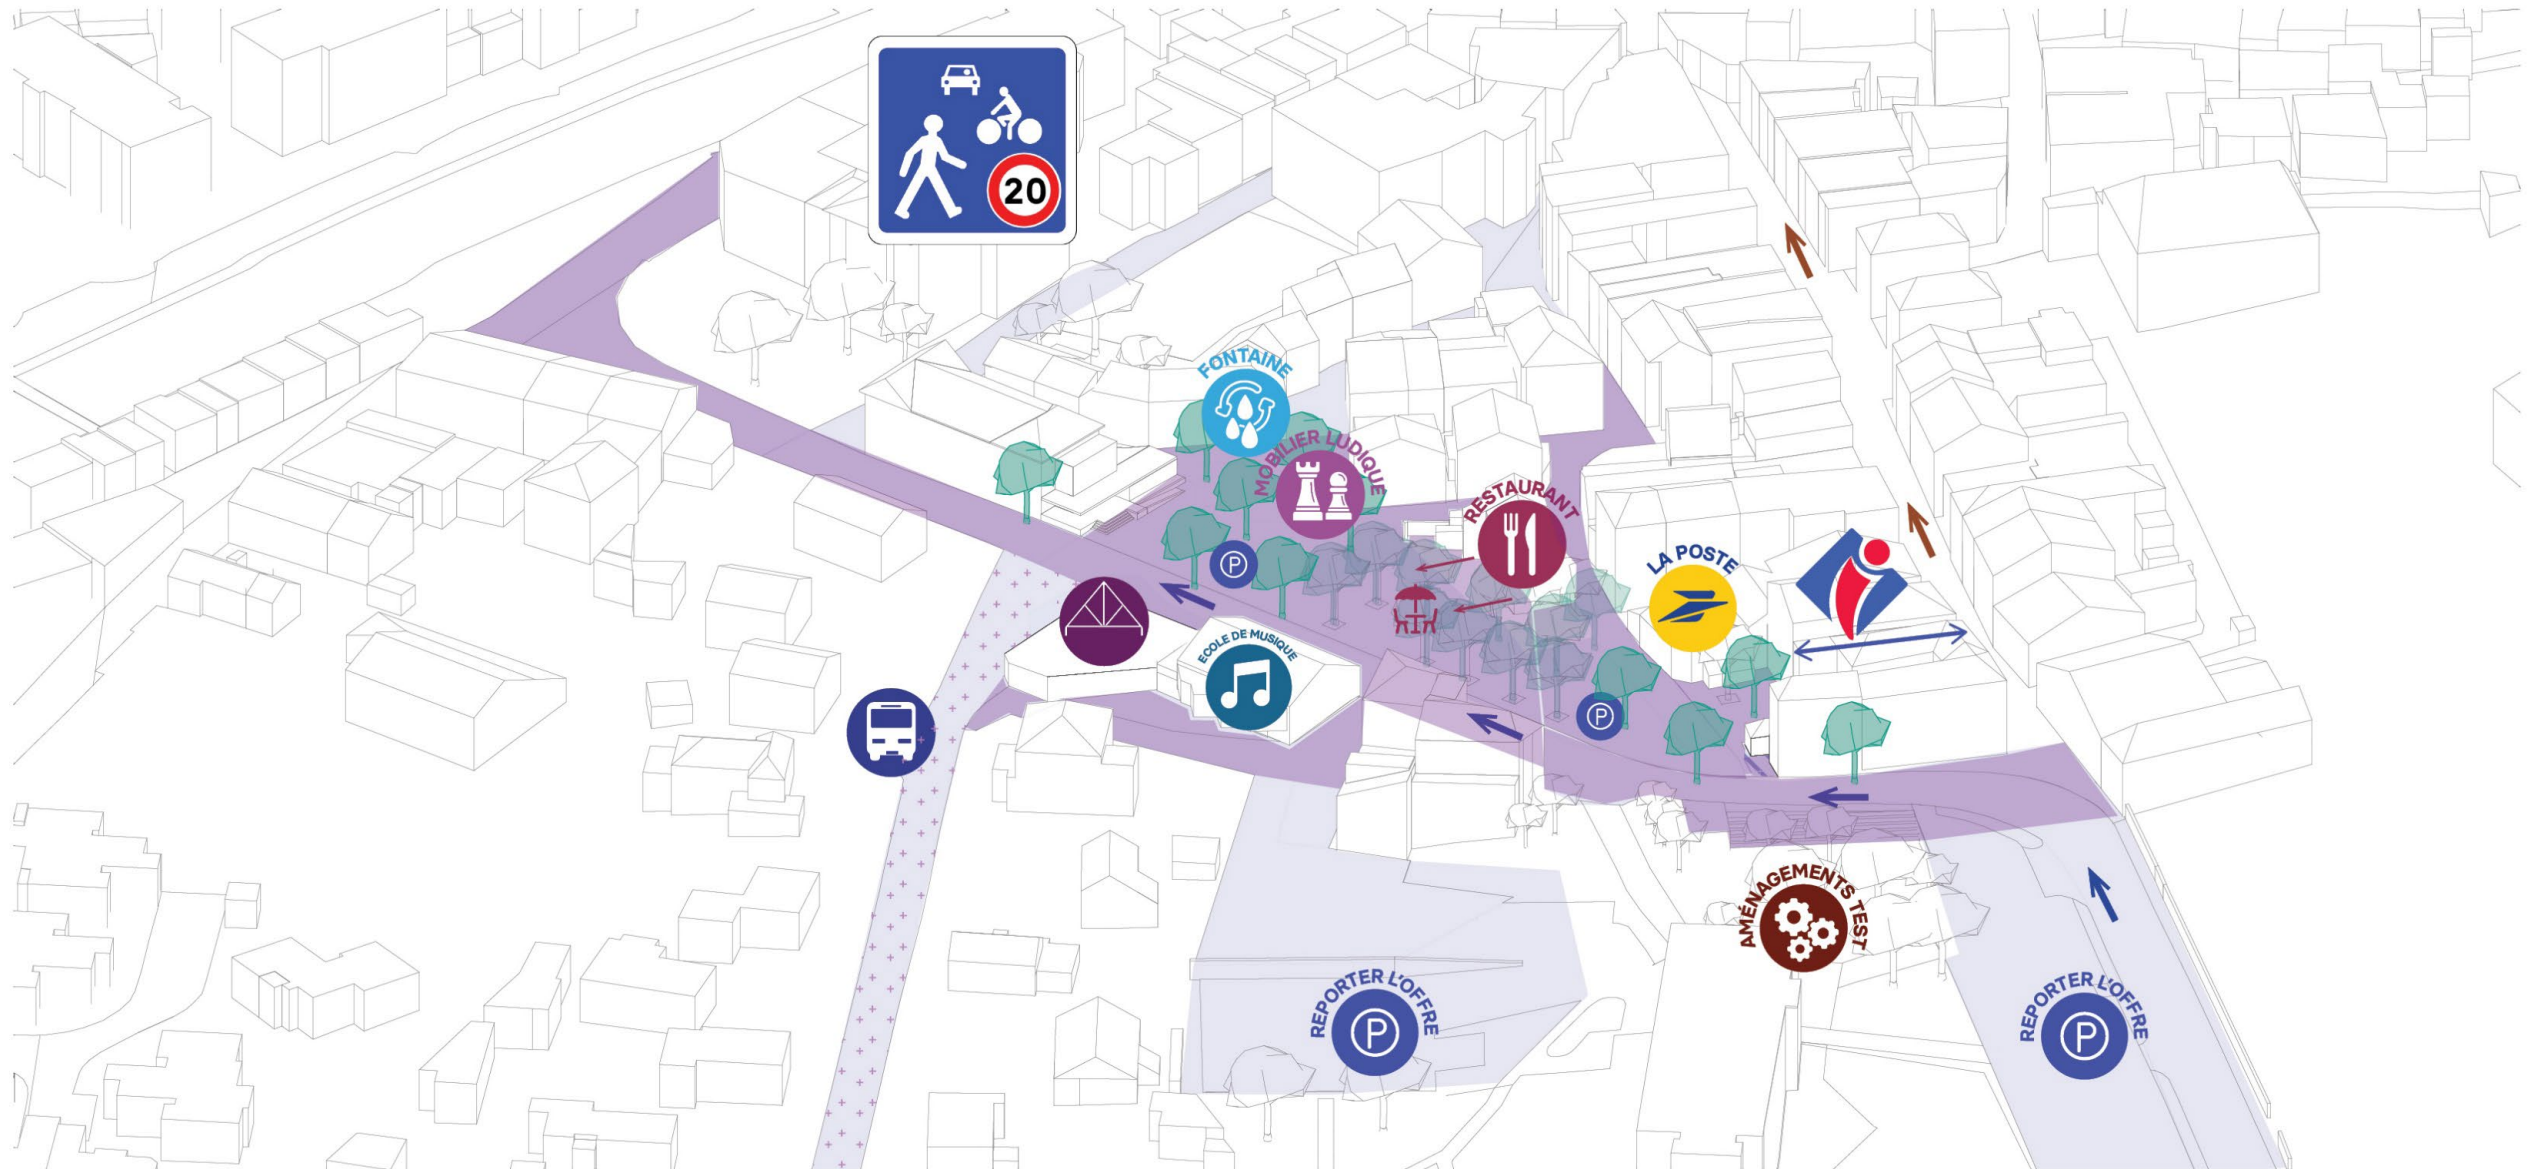 20
FONTAINE
MOBILIER LUDIQUE
RESTAURANT
P
LA POSTE
ECOLE DE MUSIQUE
P
AMÉNAGEMENTS TEST
REPORTER L'OFFRE
P
REPORTER L'OFFRE
P